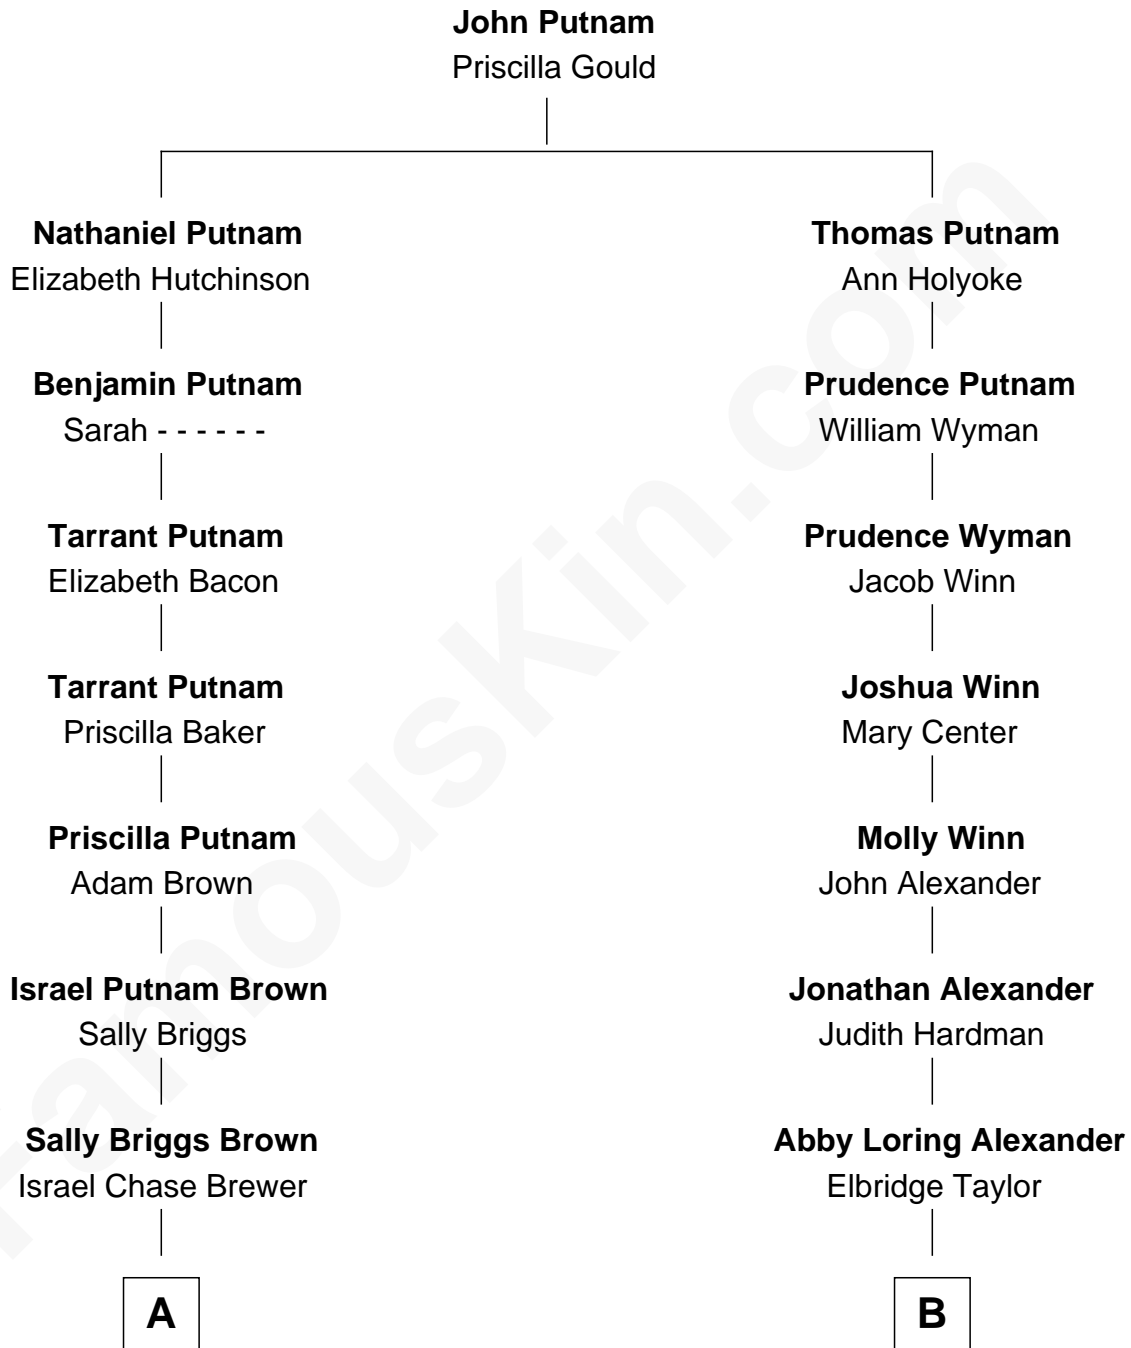 John Putnam
Priscilla Gould
Nathaniel Putnam
Elizabeth Hutchinson
Thomas Putnam
Ann Holyoke
Benjamin Putnam
Sarah - - - - - -
Prudence Putnam
William Wyman
Tarrant Putnam
Elizabeth Bacon
Prudence Wyman
Jacob Winn
Tarrant Putnam
Priscilla Baker
Joshua Winn
Mary Center
Priscilla Putnam
Adam Brown
Molly Winn
John Alexander
Israel Putnam Brown
Sally Briggs
Jonathan Alexander
Judith Hardman
Sally Briggs Brown
Israel Chase Brewer
Abby Loring Alexander
Elbridge Taylor
A
B
FamousKin.com